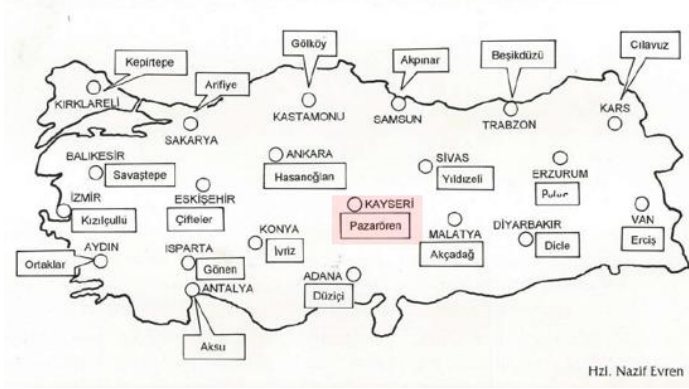 Gölköy
Kepirtepe
Akpınar
Beşikdüzü
Cılavuz
Arifiye
KIRKLARELİ
KASTAMONU
SAMSUN
TRABZON
KARS
SAKARYA
BALIKESİR
Savaştepe
ANKARA
Hasanoğlan
SİVAS
Yıldızeli
ERZURUM
ESKİŞEHİR
Çifteler
İZMİR
Kızılçullu
KAYSERİ
Pazarören
MALATYA
Akçadağ
DİYARBAKIR
Dicle
VAN
Erciş
KONYA
İvriz
AYDIN
Ortaklar
ISPARTA
Gönen
ADANA
Düziçi
ANTALYA
Aksu
Hzl. Nazif Evren